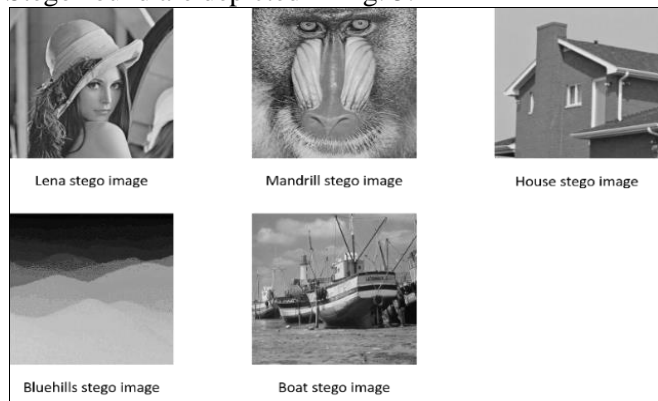 Lena stego image
Mandrill stego image
House stego image
Bluehills stego image
Boat stego image